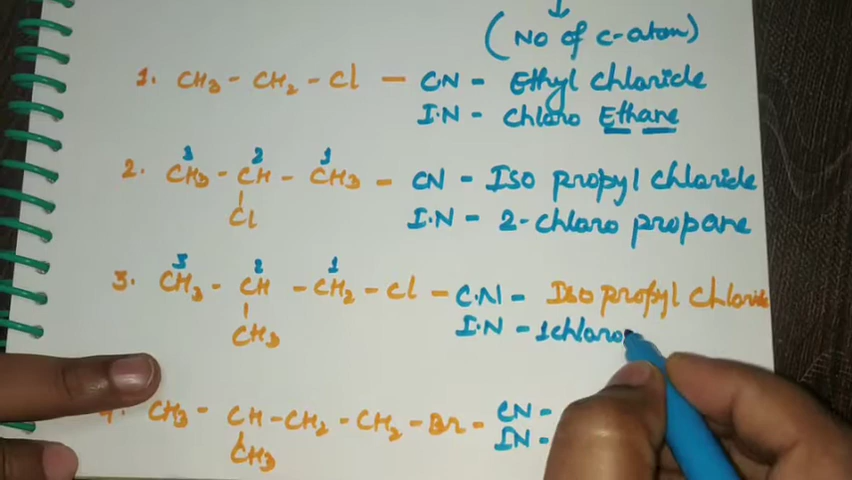 (No of C-atom)
1. CH3 - CH2 - Cl - CN - Ethyl chloride
I.N - chloro Ethane
3 2 1
2. CH3 - CH - CH3 - CN - Iso propyl chloride
Cl I.N - 2-chloro propane
3 2 1
3. CH3 - CH - CH2 - Cl - C.N - Iso propyl chloride
CH3 I.N - 1chloro
4. CH3 - CH - CH2 - CH2 - Br - CN -
CH3 IN -